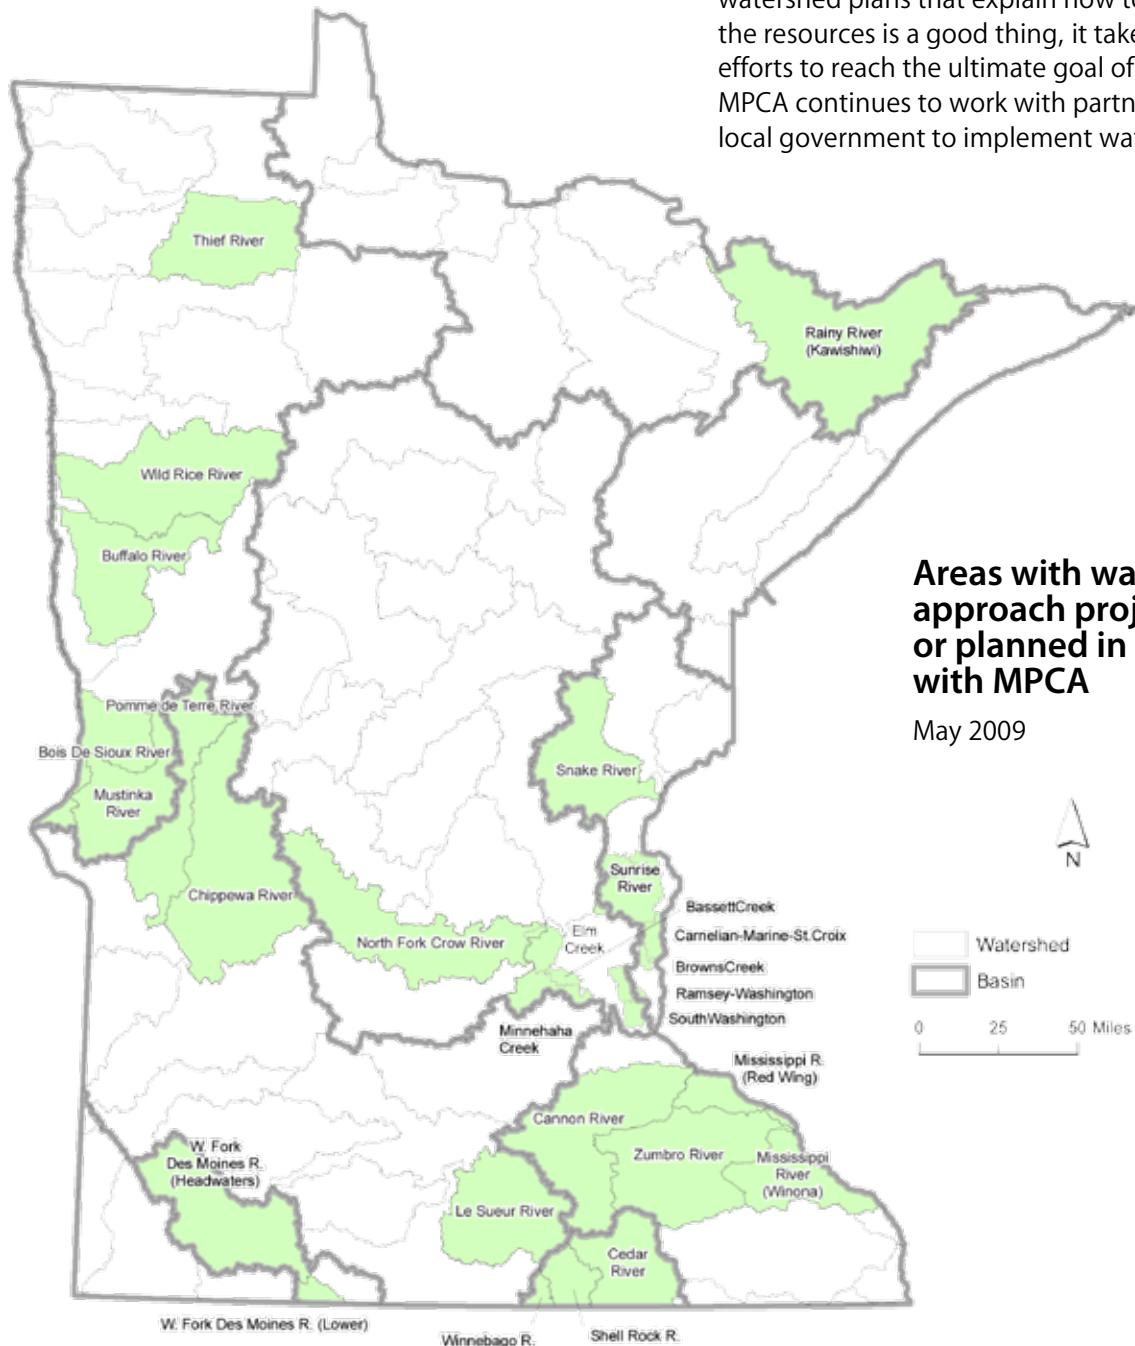 watershed plans that explain how to
the resources is a good thing, it take
efforts to reach the ultimate goal of
MPCA continues to work with partn
local government to implement wat
Thief River
Rainy River
(Kawishiwi)
Wild Rice River
Buffalo River
Areas with wa
approach proj
or planned in
with MPCA
May 2009
Pomme de Terre River
Bois De Sioux River
Mustinka
River
Snake River
N
Chippewa River
Sunrise
River
North Fork Crow River
Elm
Creek
BassettCreek
Carnelian-Marine-St.Croix
BrownsCreek
Ramsey-Washington
SouthWashington
Watershed
Basin
0 25 50 Miles
Minnehaha
Creek
Mississippi R.
(Red Wing)
Cannon River
Zumbro River
Mississippi
River
(Winona)
W. Fork
Des Moines R.
(Headwaters)
Le Sueur River
Cedar
River
W. Fork Des Moines R. (Lower)
Winnebago R.
Shell Rock R.